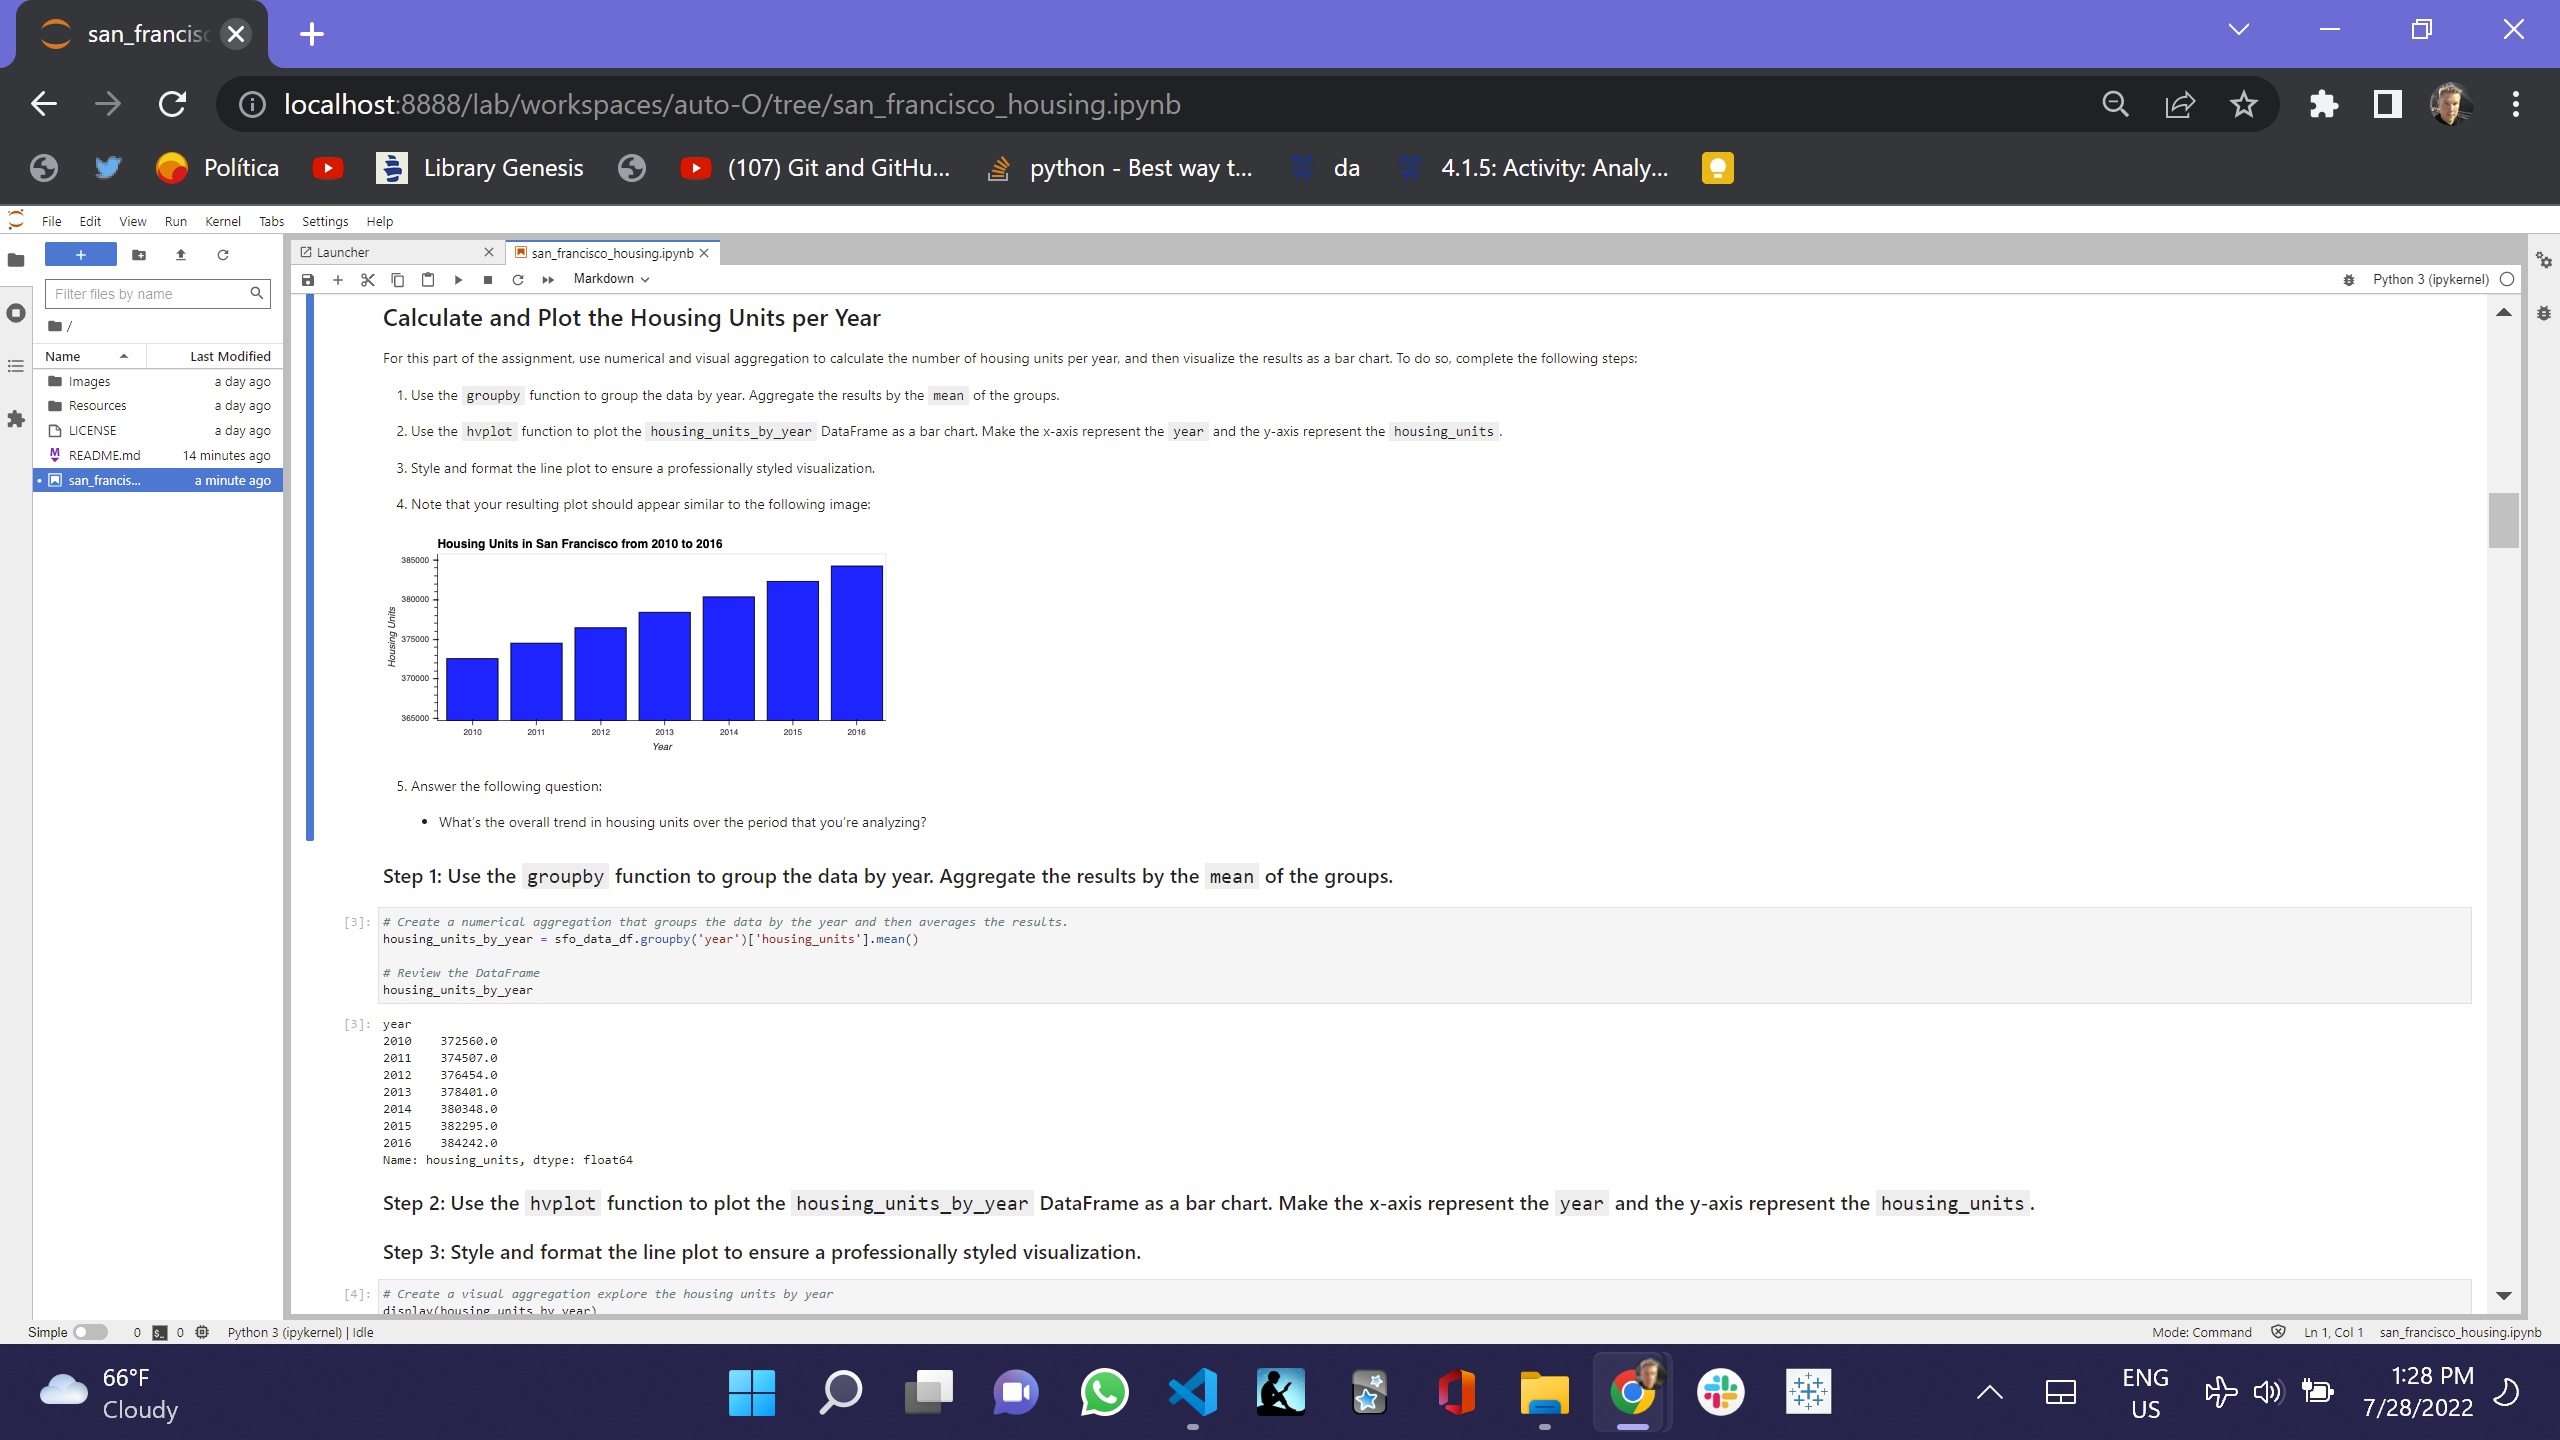 san_francisc
localhost:8888/lab/workspaces/auto-O/tree/san_francisco_housing.ipynb
Política
Library Genesis
(107) Git and GitHu...
python - Best way t...
da
4.1.5: Activity: Analy...
File Edit View Run Kernel Tabs Settings Help
Launcher
san_francisco_housing.ipynb
Markdown
Python 3 (ipykernel)
Filter files by name
/
Name Last Modified
Images a day ago
Resources a day ago
LICENSE a day ago
README.md 14 minutes ago
san_francis... a minute ago
Calculate and Plot the Housing Units per Year
For this part of the assignment, use numerical and visual aggregation to calculate the number of housing units per year, and then visualize the results as a bar chart. To do so, complete the following steps:
1. Use the groupby function to group the data by year. Aggregate the results by the mean of the groups.
2. Use the hvplot function to plot the housing_units_by_year DataFrame as a bar chart. Make the x-axis represent the year and the y-axis represent the housing_units.
3. Style and format the line plot to ensure a professionally styled visualization.
4. Note that your resulting plot should appear similar to the following image:
Housing Units in San Francisco from 2010 to 2016
385000
380000
375000
370000
365000
Housing Units
2010 2011 2012 2013 2014 2015 2016
Year
5. Answer the following question:
• What's the overall trend in housing units over the period that you're analyzing?
Step 1: Use the groupby function to group the data by year. Aggregate the results by the mean of the groups.
[3]: # Create a numerical aggregation that groups the data by the year and then averages the results.
housing_units_by_year = sfo_data_df.groupby('year')['housing_units'].mean()
# Review the DataFrame
housing_units_by_year
[3]: year
2010 372560.0
2011 374507.0
2012 376454.0
2013 378401.0
2014 380348.0
2015 382295.0
2016 384242.0
Name: housing_units, dtype: float64
Step 2: Use the hvplot function to plot the housing_units_by_year DataFrame as a bar chart. Make the x-axis represent the year and the y-axis represent the housing_units.
Step 3: Style and format the line plot to ensure a professionally styled visualization.
[4]: # Create a visual aggregation explore the housing units by year
display(housing_units_by_year)
Simple 0 0 Python 3 (ipykernel) | Idle
Mode: Command Ln 1, Col 1 san_francisco_housing.ipynb
66°F
Cloudy
ENG
US
1:28 PM
7/28/2022